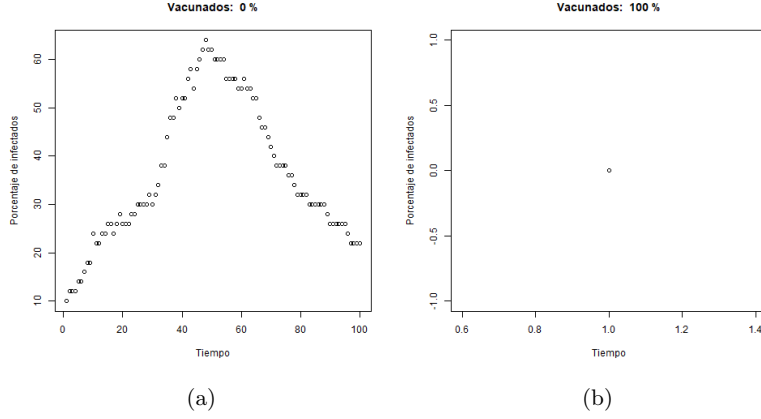 Vacunados: 0 %
Porcentaje de infectados
60
50
40
30
20
10
0
20
40
60
80
100
Tiempo
(a)
Vacunados: 100 %
Porcentaje de infectados
1.0
0.5
0.0
-0.5
-1.0
0.6
0.8
1.0
1.2
1.4
Tiempo
(b)